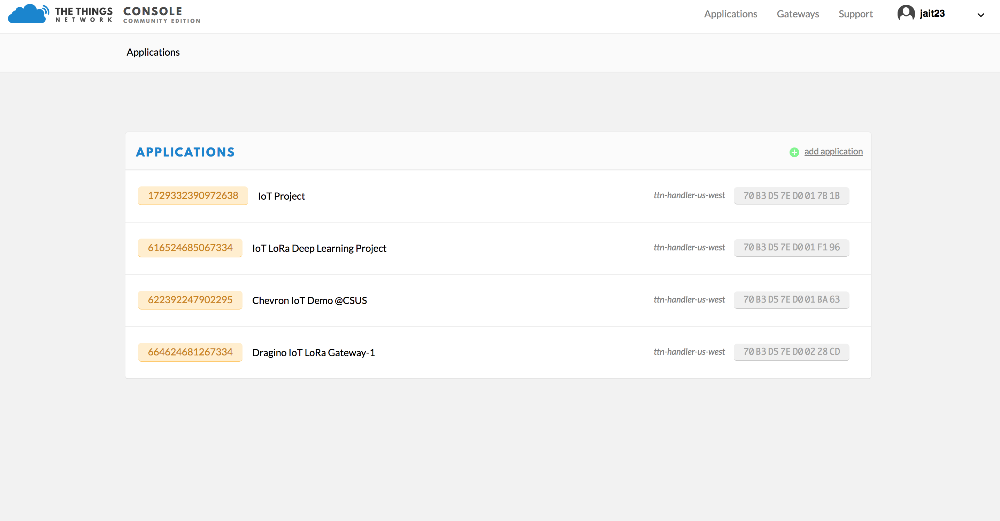 THE THINGS NETWORK CONSOLE COMMUNITY EDITION
Applications Gateways Support jait23
Applications
APPLICATIONS add application
1729332390972638 IoT Project ttn-handler-us-west 70 B3 D5 7E D0 01 7B 1B
616524685067334 IoT LoRa Deep Learning Project ttn-handler-us-west 70 B3 D5 7E D0 01 F1 96
622392247902295 Chevron IoT Demo @CSUS ttn-handler-us-west 70 B3 D5 7E D0 01 BA 63
664624681267334 Dragino IoT LoRa Gateway-1 ttn-handler-us-west 70 B3 D5 7E D0 02 28 CD